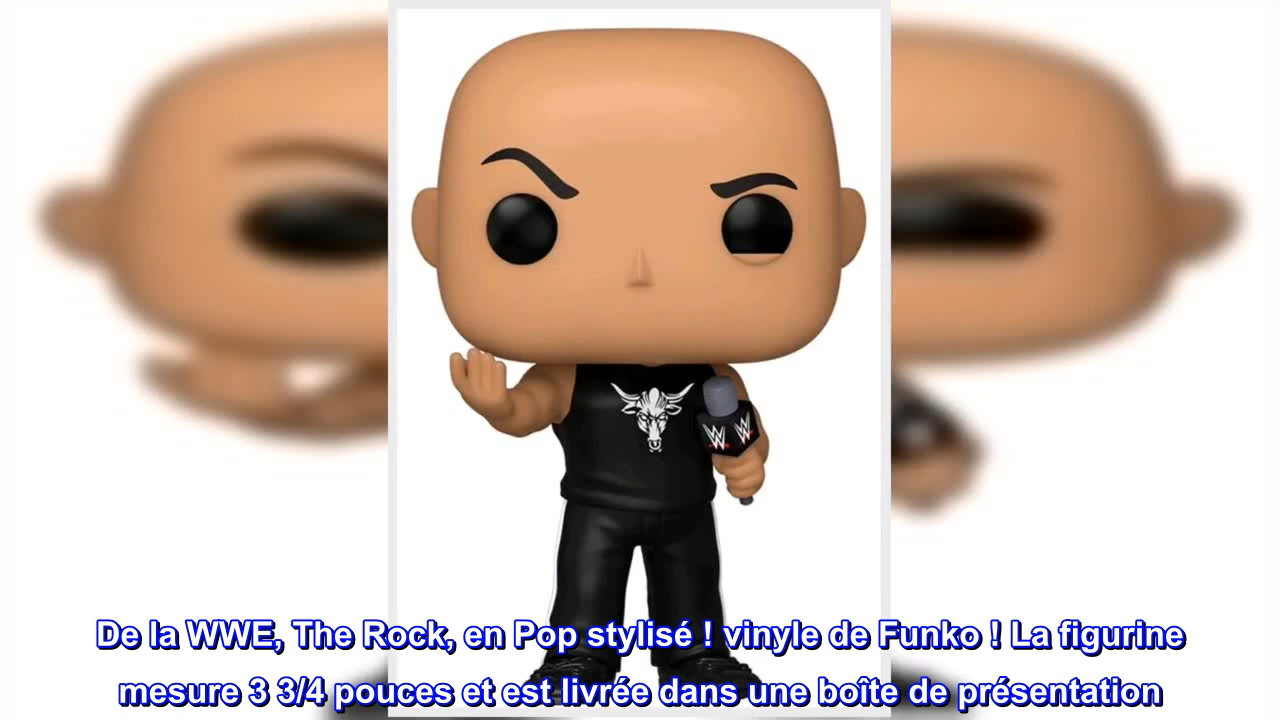 W W
De la WWE, The Rock, en Pop stylisé ! vinyle de Funko ! La figurine
mesure 3 3/4 pouces et est livrée dans une boîte de présentation